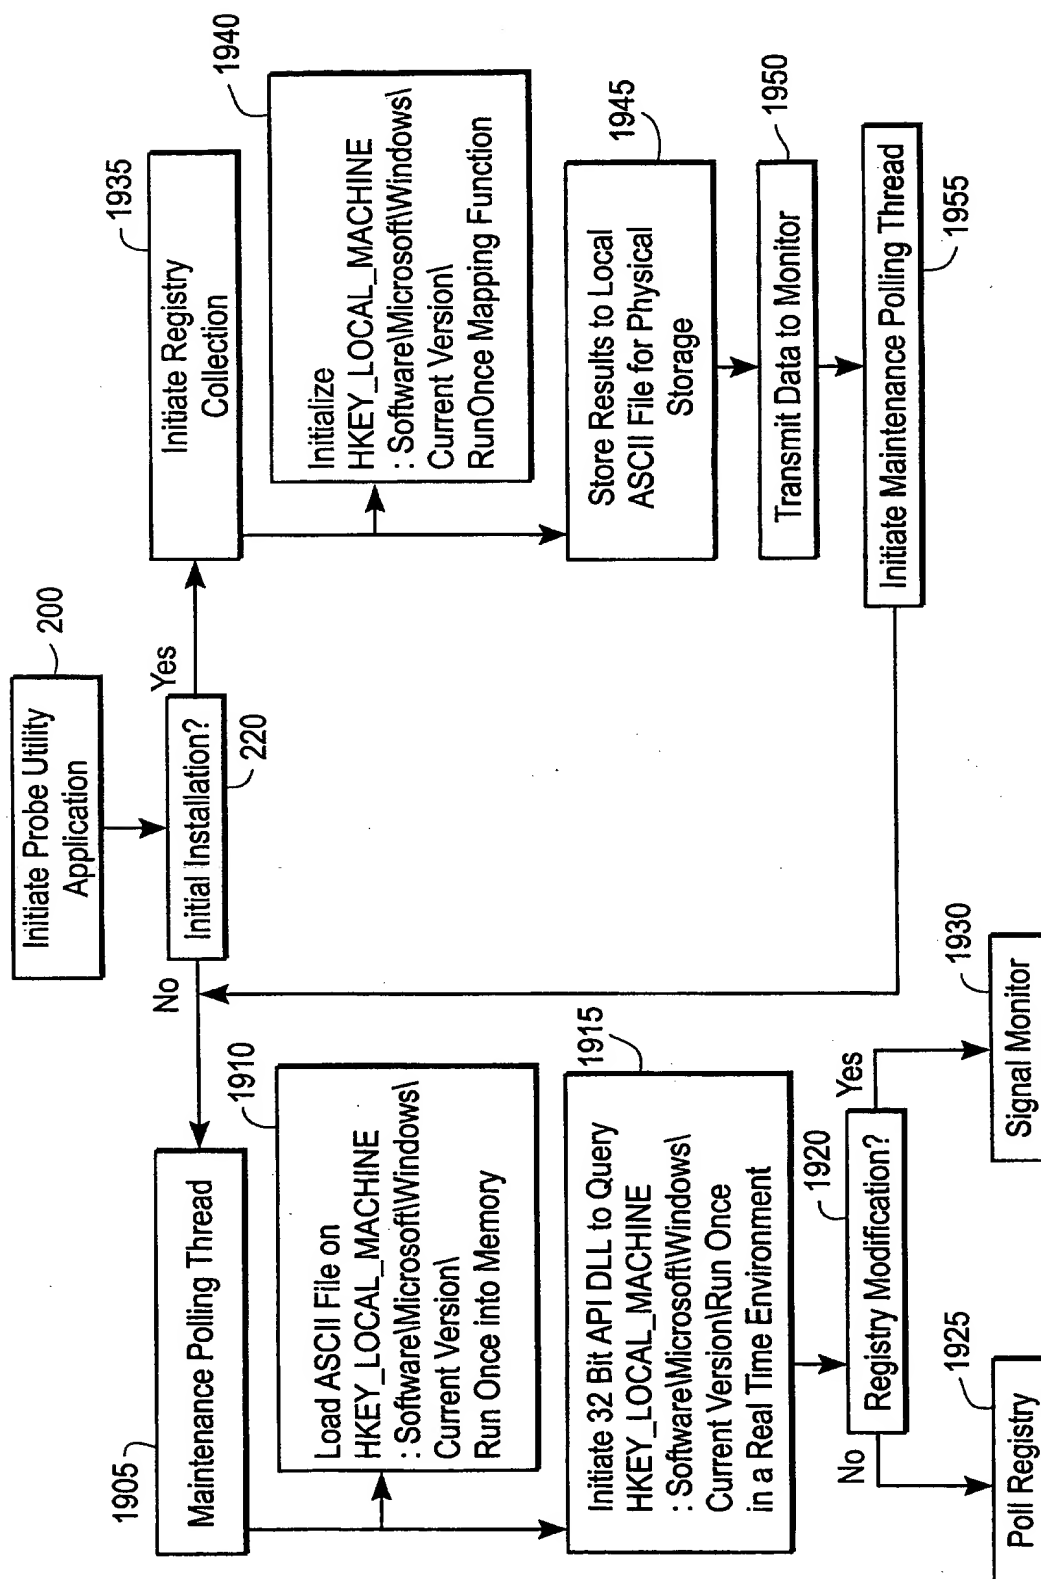 200
Initiate Probe Utility
Application
Initial Installation?
220
Yes
No
1935
Initiate Registry
Collection
1940
Initialize
HKEY_LOCAL_MACHINE
: Software\Microsoft\Windows\
Current Version\
RunOnce Mapping Function
1945
Store Results to Local
ASCII File for Physical
Storage
1950
Transmit Data to Monitor
Initiate Maintenance Polling Thread
1955
1905
Maintenance Polling Thread
1910
Load ASCII File on
HKEY_LOCAL_MACHINE
: Software\Microsoft\Windows\
Current Version\
Run Once into Memory
1915
Initiate 32 Bit API DLL to Query
HKEY_LOCAL_MACHINE
: Software\Microsoft\Windows\
Current Version\Run Once
in a Real Time Environment
1920
Registry Modification?
Yes
No
1925
Poll Registry
1930
Signal Monitor